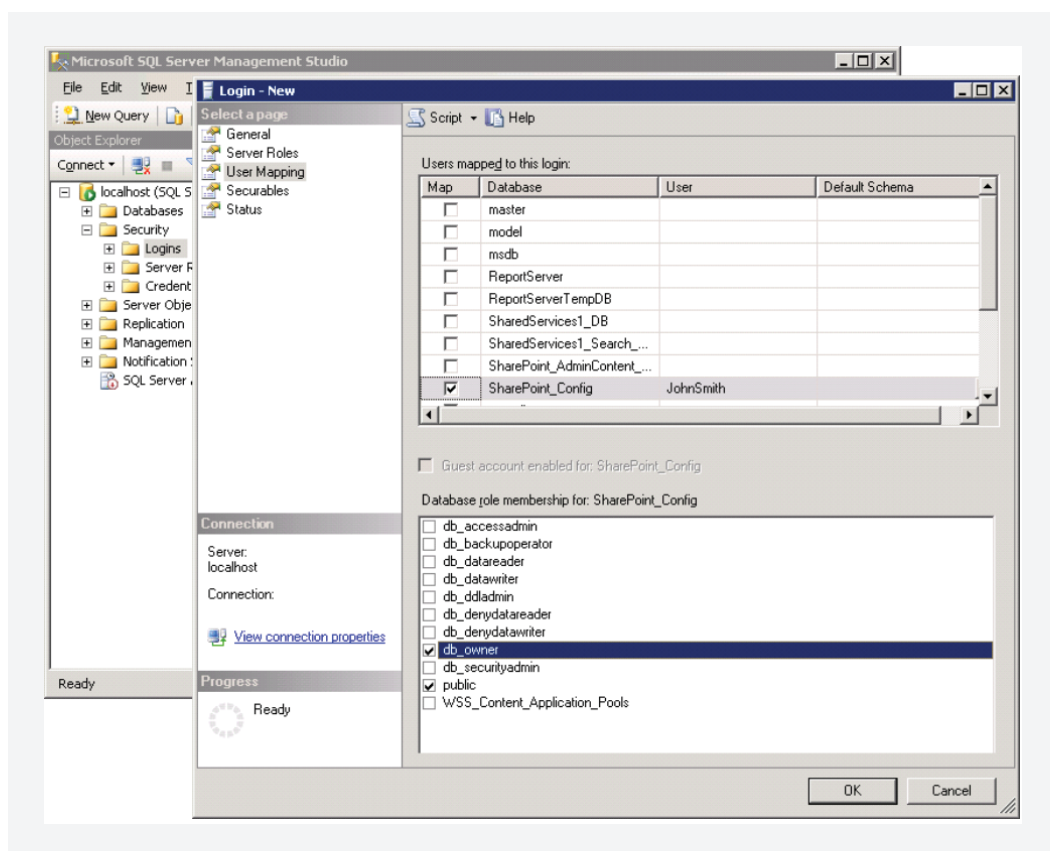 Microsoft SQL Server Management Studio
File Edit View T
New Query
Object Explorer
Connect
localhost (SQL S
Databases
Security
Logins
Server R
Credent
Server Obje
Replication
Managemen
Notification S
SQL Server A
Ready
Login - New
Select a page
General
Server Roles
User Mapping
Securables
Status
Connection
Server:
localhost
Connection:
View connection properties
Progress
Ready
Script Help
Users mapped to this login:
Map Database User Default Schema
master
model
msdb
ReportServer
ReportServerTempDB
SharedServices1_DB
SharedServices1_Search_...
SharePoint_AdminContent_...
SharePoint_Config JohnSmith
Guest account enabled for: SharePoint_Config
Database role membership for: SharePoint_Config
db_accessadmin
db_backupoperator
db_datareader
db_datawriter
db_ddladmin
db_denydatareader
db_denydatawriter
db_owner
db_securityadmin
public
WSS_Content_Application_Pools
OK Cancel